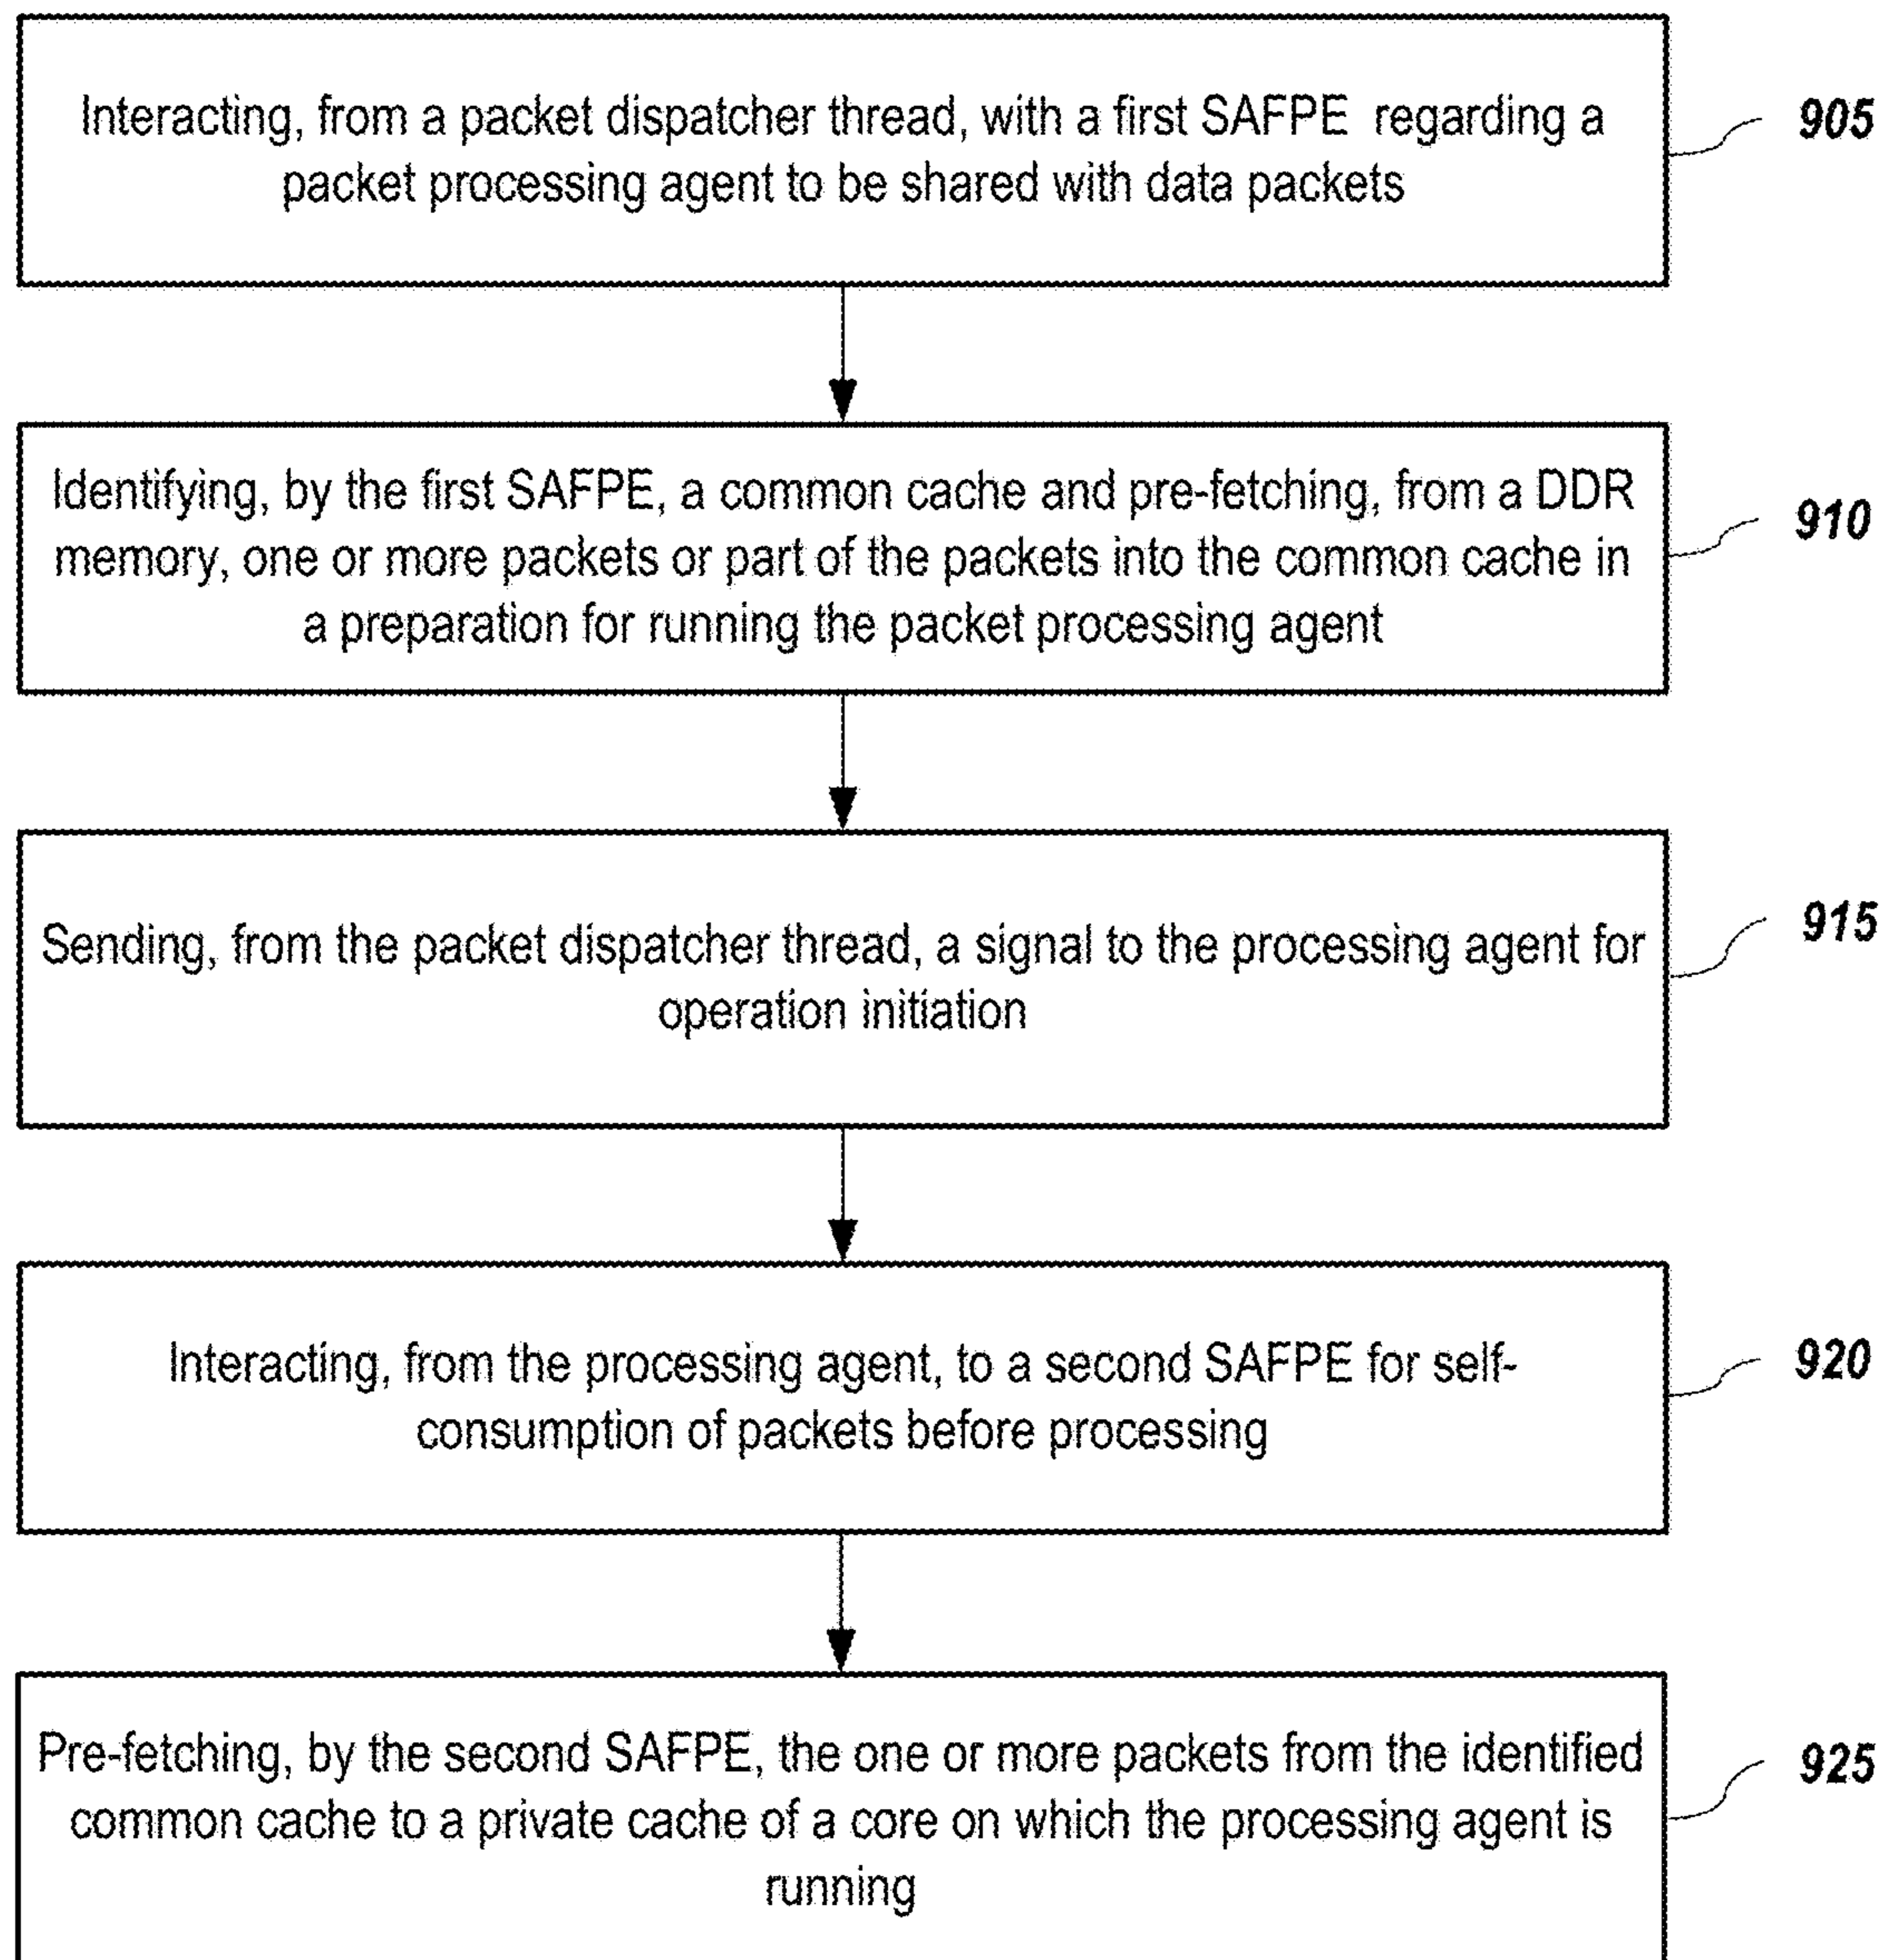 Interacting, from a packet dispatcher thread, with a first SAFPE regarding a
packet processing agent to be shared with data packets
905
Identifying, by the first SAFPE, a common cache and pre-fetching, from a DDR
memory, one or more packets or part of the packets into the common cache in
a preparation for running the packet processing agent
910
Sending, from the packet dispatcher thread, a signal to the processing agent for
operation initiation
915
Interacting, from the processing agent, to a second SAFPE for self-
consumption of packets before processing
920
Pre-fetching, by the second SAFPE, the one or more packets from the identified
common cache to a private cache of a core on which the processing agent is
running
925